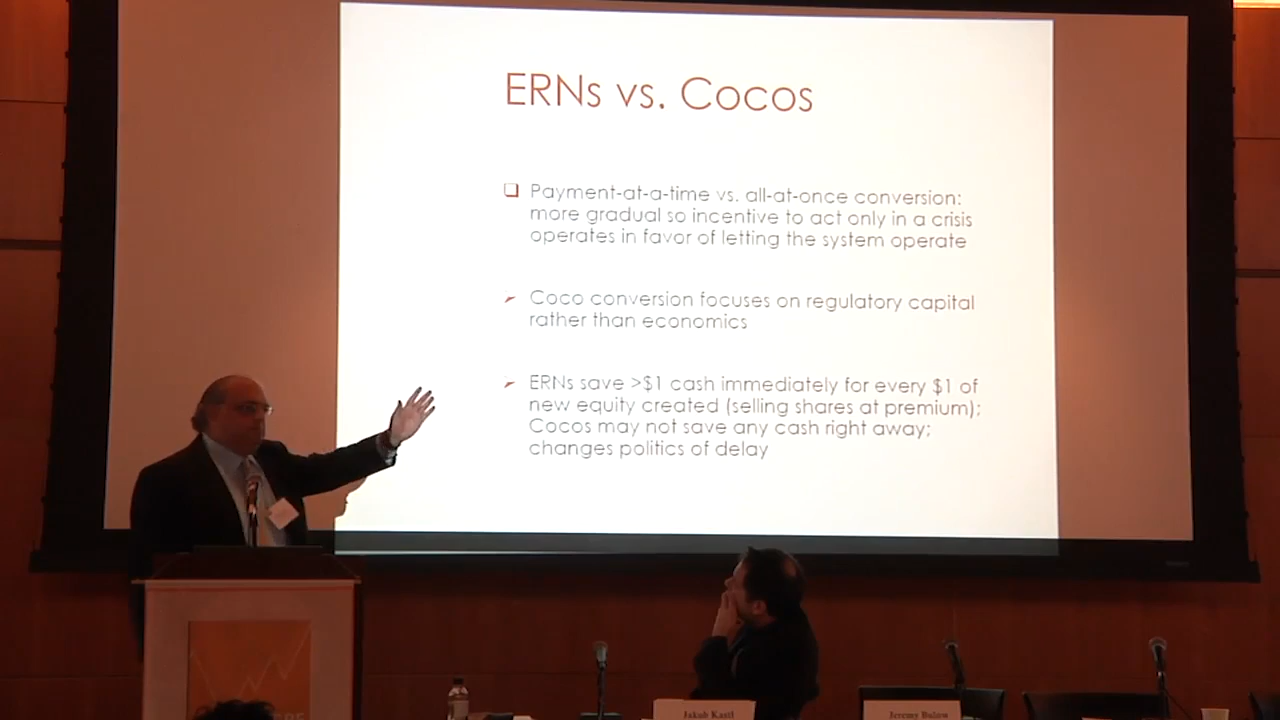 ERNs vs. Cocos
Payment-at-a-time vs. all-at-once conversion:
more gradual so incentive to act only in a crisis
operates in favor of letting the system operate
Coco conversion focuses on regulatory capital
rather than economics
ERNs save >$1 cash immediately for every $1 of
new equity created (selling shares at premium);
Cocos may not save any cash right away;
changes politics of delay
Jakub Kastl
Jeremy Bulow